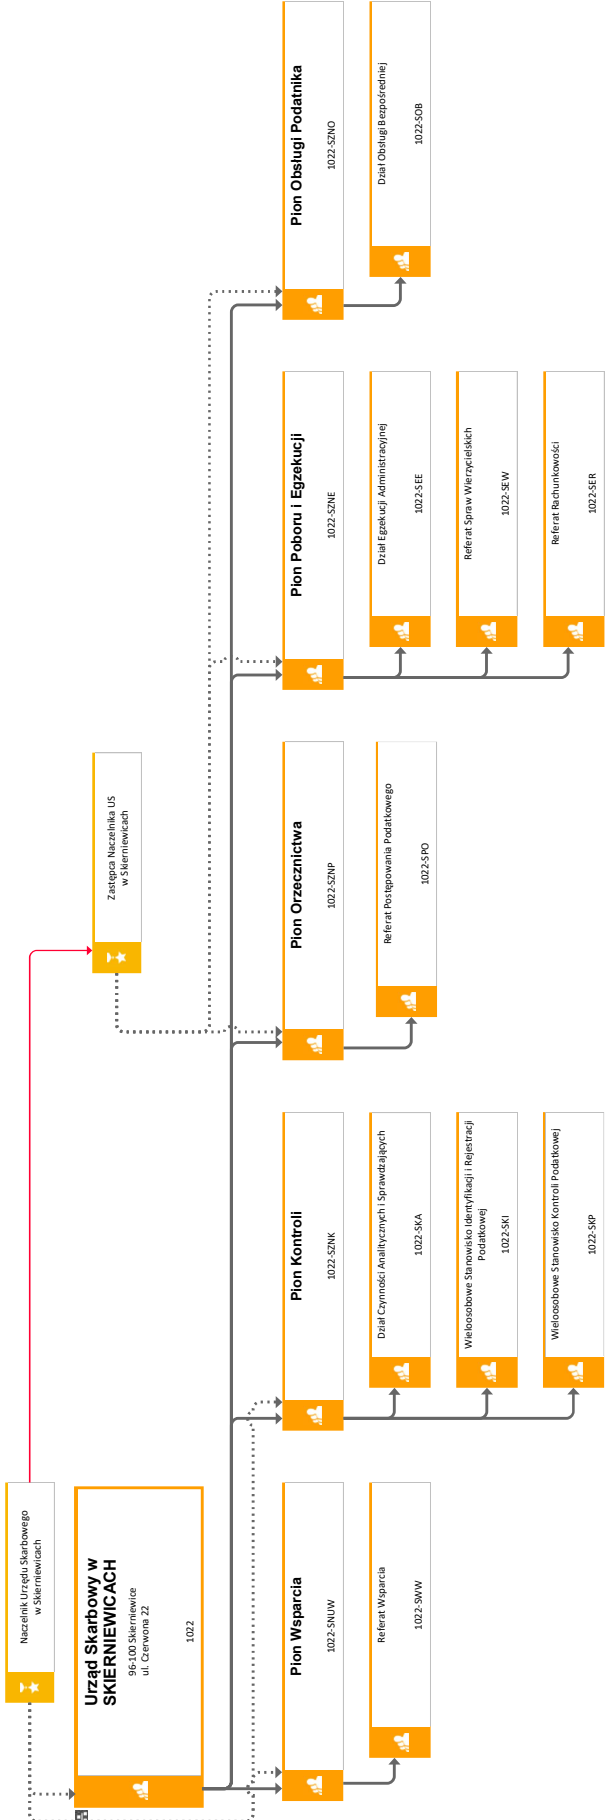 Naczelnik Urzędu Skarbowego
w Skierniewicach
Zastępca Naczelnika US
w Skierniewicach
Urząd Skarbowy w
SKIERNIEWICACH
96-100 Skierniewice
ul. Czerwona 22
1022
Pion Wsparcia
1022-SNUW
Referat Wsparcia
1022-SWW
Pion Kontroli
1022-SZNK
Dział Czynności Analitycznych i Sprawdzających
1022-SKA
Wieloosobowe Stanowisko Identyfikacji i Rejestracji
Podatkowej
1022-SKI
Wieloosobowe Stanowisko Kontroli Podatkowej
1022-SKP
Pion Orzecznictwa
1022-SZNP
Referat Postępowania Podatkowego
1022-SPO
Pion Poboru i Egzekucji
1022-SZNE
Dział Egzekucji Administracyjnej
1022-SEE
Referat Spraw Wierzycielskich
1022-SEW
Referat Rachunkowości
1022-SER
Pion Obsługi Podatnika
1022-SZNO
Dział Obsługi Bezpośredniej
1022-SOB